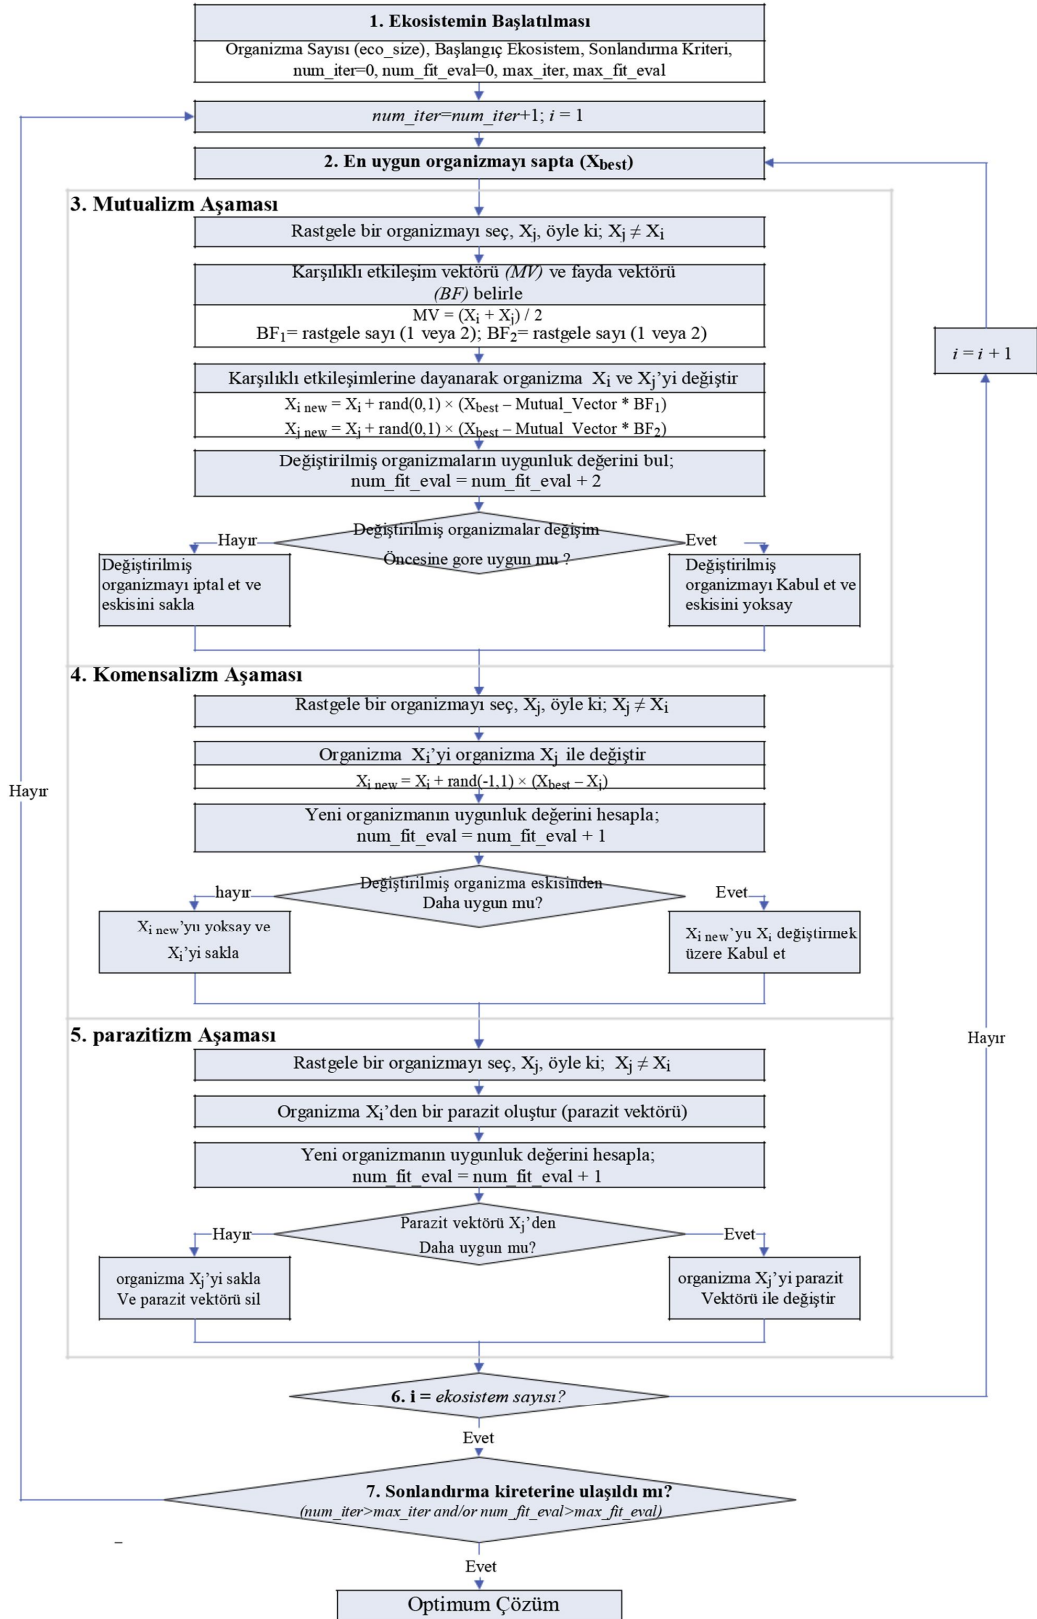 1. Ekosistemin Başlatılması
Organizma Sayısı (eco_size), Başlangıç Ekosistem, Sonlandırma Kriteri,
num_iter=0, num_fit_eval=0, max_iter, max_fit_eval
num_iter=num_iter+1; i = 1
2. En uygun organizmayı sapta (Xbest)
3. Mutualizm Aşaması
Rastgele bir organizmayı seç, Xj, öyle ki; Xj ≠ Xi
Karşılıklı etkileşim vektörü (MV) ve fayda vektörü
(BF) belirle
MV = (Xi + Xj) / 2
BF1= rastgele sayı (1 veya 2); BF2= rastgele sayı (1 veya 2)
i = i + 1
Karşılıklı etkileşimlerine dayanarak organizma Xi ve Xj’yi değiştir
Xi new = Xi + rand(0,1) × (Xbest – Mutual_Vector * BF1)
Xj new = Xj + rand(0,1) × (Xbest – Mutual_Vector * BF2)
Değiştirilmiş organizmaların uygunluk değerini bul;
num_fit_eval = num_fit_eval + 2
Değiştirilmiş organizmalar değişim
Öncesine gore uygun mu ?
Hayır
Evet
Değiştirilmiş
organizmayı iptal et ve
eskisini sakla
Değiştirilmiş
organizmayı Kabul et ve
eskisini yoksay
4. Komensalizm Aşaması
Rastgele bir organizmayı seç, Xj, öyle ki; Xj ≠ Xi
Organizma Xi’yi organizma Xj ile değiştir
Xi new = Xi + rand(-1,1) × (Xbest – Xj)
Hayır
Yeni organizmanın uygunluk değerini hesapla;
num_fit_eval = num_fit_eval + 1
Değiştirilmiş organizma eskisinden
Daha uygun mu?
hayır
Evet
Xi new’yu yoksay ve
Xi’yi sakla
Xi new’yu Xi değiştirmek
üzere Kabul et
5. parazitizm Aşaması
Hayır
Rastgele bir organizmayı seç, Xj, öyle ki; Xj ≠ Xi
Organizma Xi’den bir parazit oluştur (parazit vektörü)
Yeni organizmanın uygunluk değerini hesapla;
num_fit_eval = num_fit_eval + 1
Parazit vektörü Xj’den
Daha uygun mu?
Hayır
Evet
organizma Xj’yi sakla
Ve parazit vektörü sil
organizma Xj’yi parazit
Vektörü ile değiştir
6. i = ekosistem sayısı?
Evet
7. Sonlandırma kireterine ulaşıldı mı?
(num_iter>max_iter and/or num_fit_eval>max_fit_eval)
Evet
Optimum Çözüm